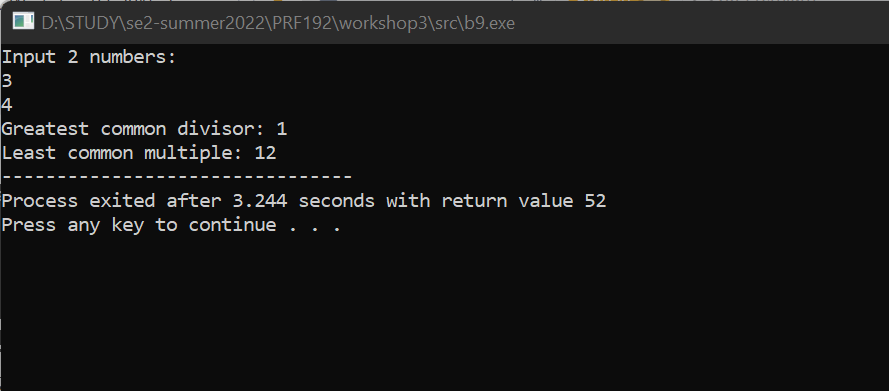 D:\STUDY\se2-summer2022\PRF192\workshop3\src\b9.exe
Input 2 numbers:
3
4
Greatest common divisor: 1
Least common multiple: 12
--------------------------------
Process exited after 3.244 seconds with return value 52
Press any key to continue . . .